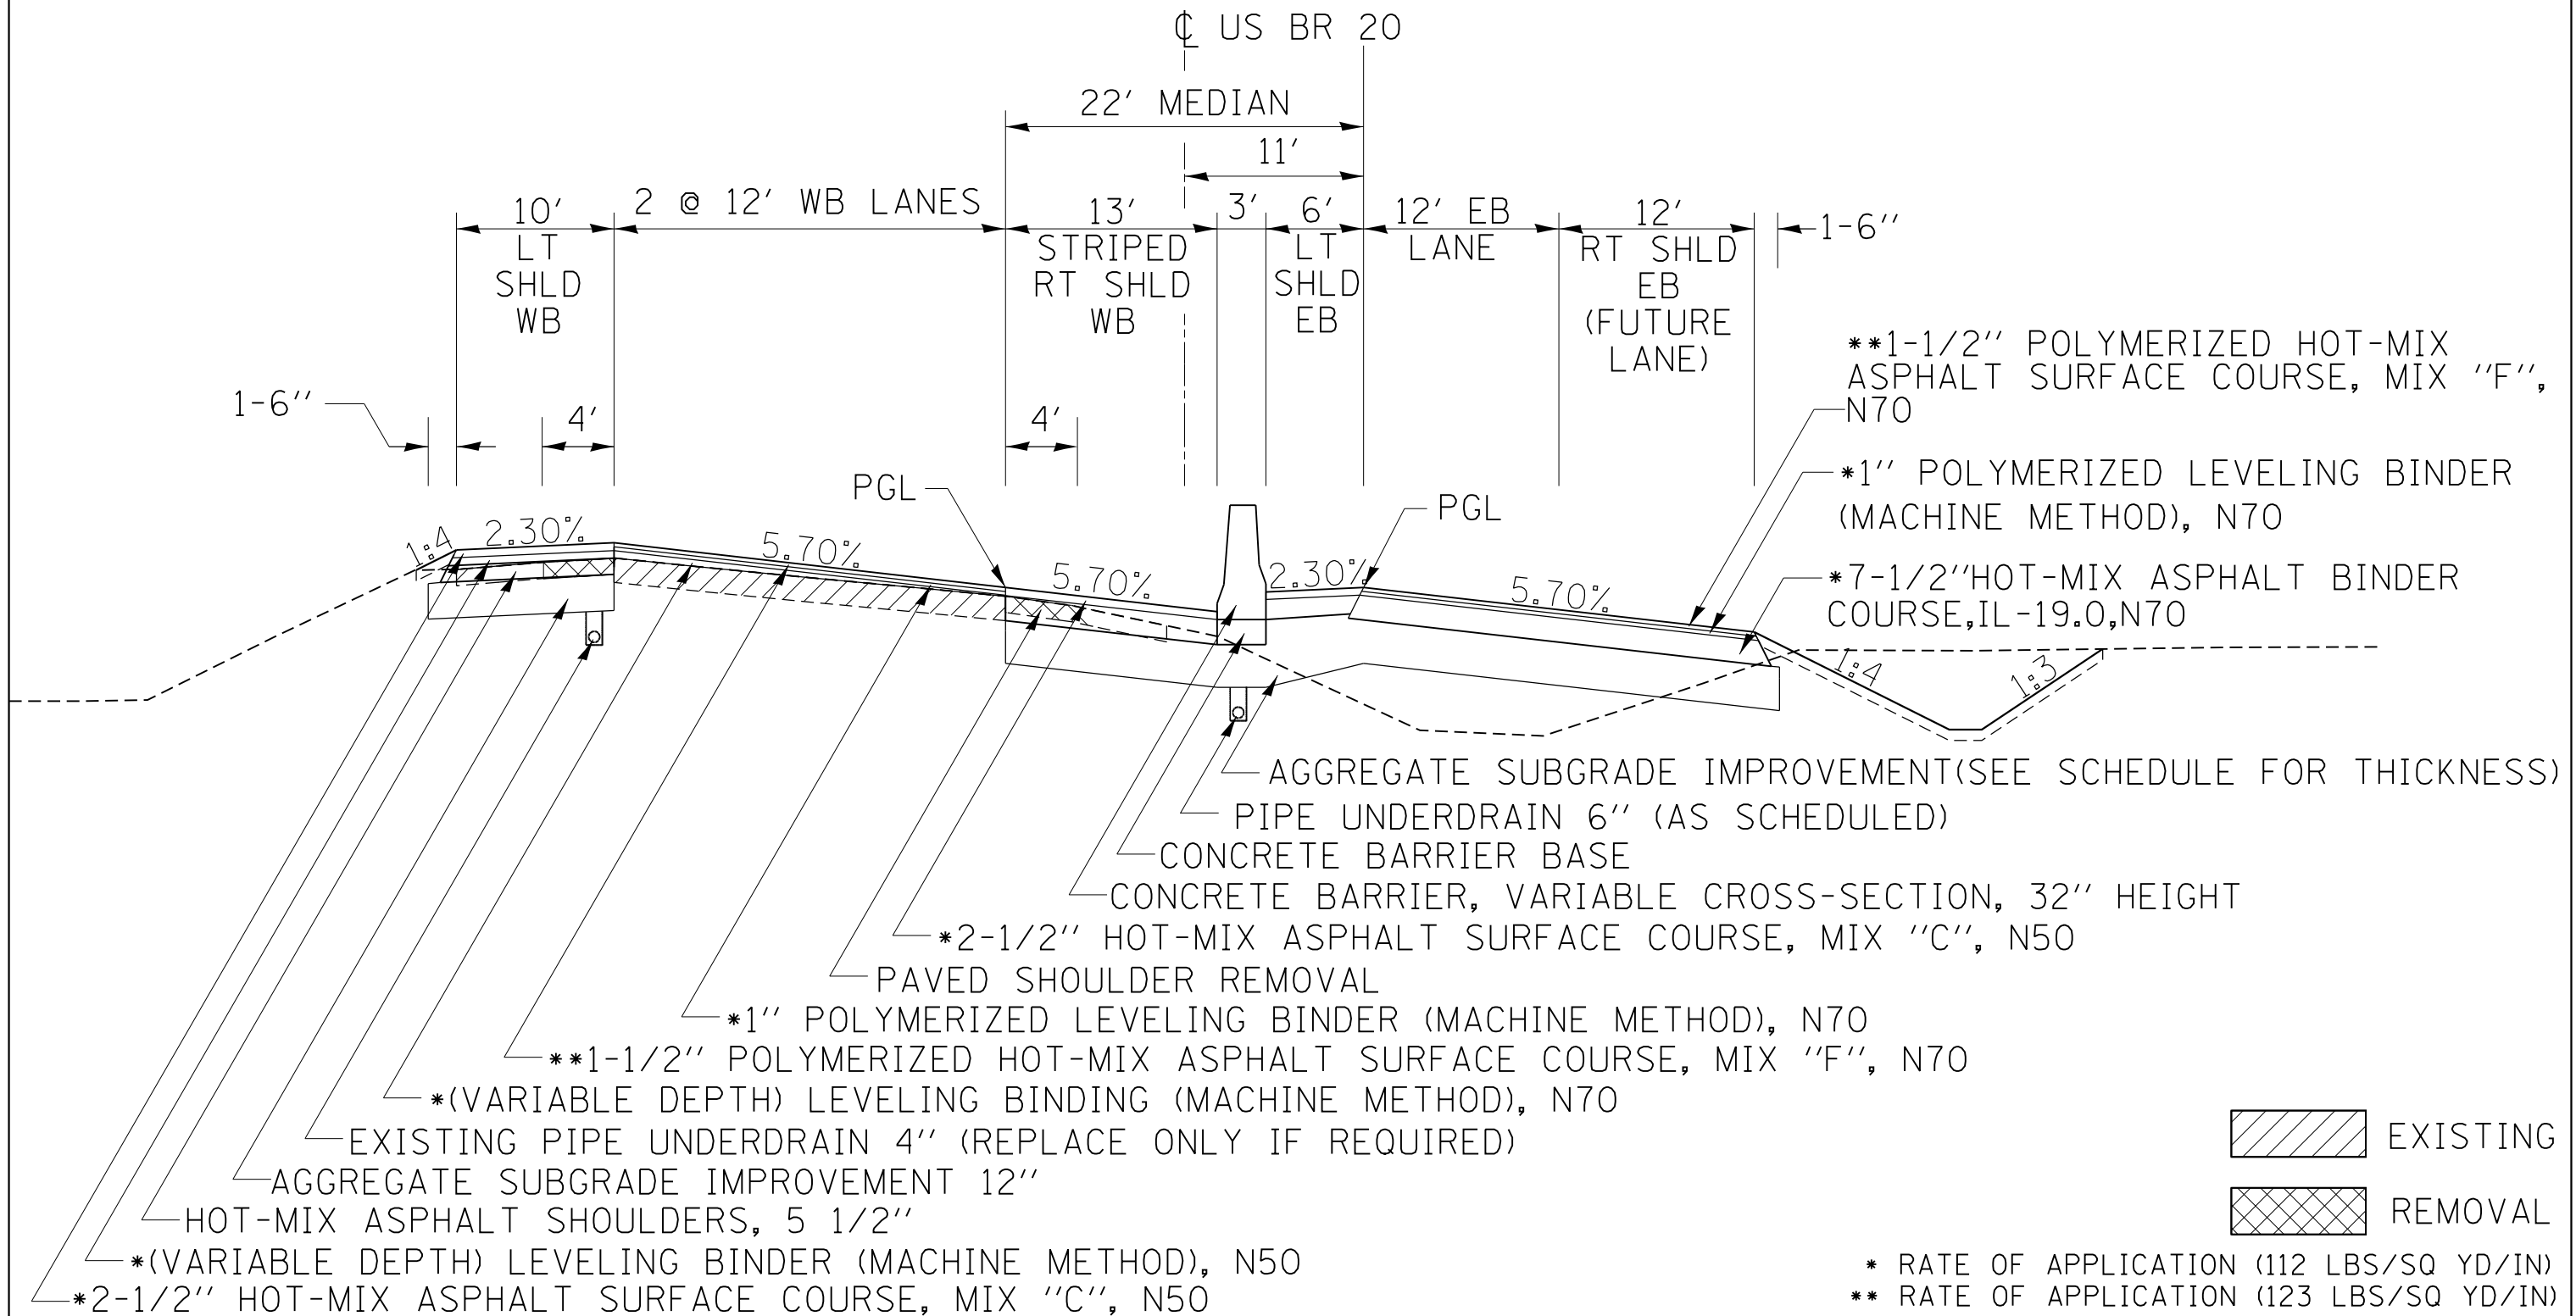 ℄ US BR 20
22' MEDIAN
11'
10'
LT
SHLD
WB
2 @ 12' WB LANES
13'
STRIPED
RT SHLD
WB
3'
6'
LT
SHLD
EB
12' EB
LANE
12'
RT SHLD
EB
(FUTURE
LANE)
1-6"
1-6"
4'
4'
**1-1/2" POLYMERIZED HOT-MIX
ASPHALT SURFACE COURSE, MIX "F",
N70
*1" POLYMERIZED LEVELING BINDER
(MACHINE METHOD), N70
*7-1/2"HOT-MIX ASPHALT BINDER
COURSE,IL-19.0,N70
PGL
PGL
1:4
2.30%
5.70%
5.70%
2.30%
5.70%
1:4
1:3
AGGREGATE SUBGRADE IMPROVEMENT(SEE SCHEDULE FOR THICKNESS)
PIPE UNDERDRAIN 6" (AS SCHEDULED)
CONCRETE BARRIER BASE
CONCRETE BARRIER, VARIABLE CROSS-SECTION, 32" HEIGHT
*2-1/2" HOT-MIX ASPHALT SURFACE COURSE, MIX "C", N50
PAVED SHOULDER REMOVAL
*1" POLYMERIZED LEVELING BINDER (MACHINE METHOD), N70
**1-1/2" POLYMERIZED HOT-MIX ASPHALT SURFACE COURSE, MIX "F", N70
*(VARIABLE DEPTH) LEVELING BINDING (MACHINE METHOD), N70
EXISTING PIPE UNDERDRAIN 4" (REPLACE ONLY IF REQUIRED)
AGGREGATE SUBGRADE IMPROVEMENT 12"
HOT-MIX ASPHALT SHOULDERS, 5 1/2"
*(VARIABLE DEPTH) LEVELING BINDER (MACHINE METHOD), N50
*2-1/2" HOT-MIX ASPHALT SURFACE COURSE, MIX "C", N50
EXISTING
REMOVAL
* RATE OF APPLICATION (112 LBS/SQ YD/IN)
** RATE OF APPLICATION (123 LBS/SQ YD/IN)